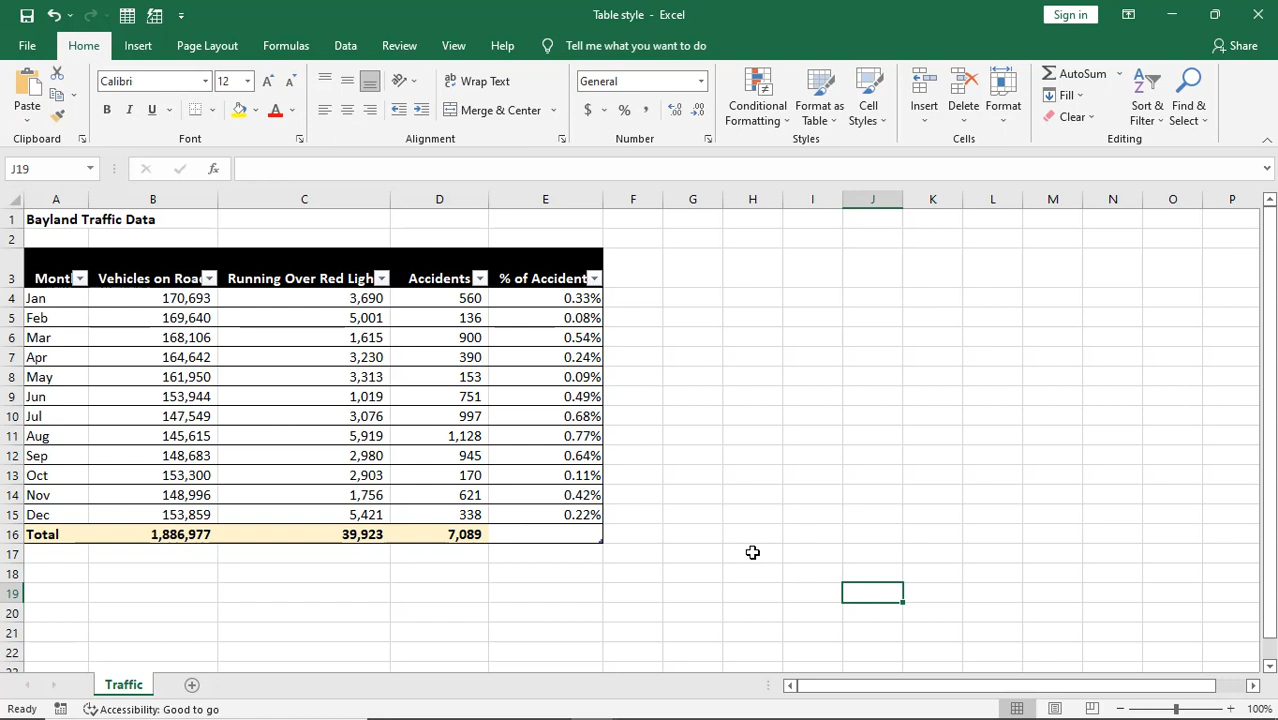 Table style - Excel
Sign in
File Home Insert Page Layout Formulas Data Review View Help Tell me what you want to do Share
Paste Calibri 12 Wrap Text General Conditional Formatting Format as Table Cell Styles Insert Delete Format AutoSum Sort & Filter Find & Select
B I U Merge & Center $ % Fill
Clear
Clipboard Font Alignment Number Styles Cells Editing
J19 fx
A B C D E F G H I J K L M N O P
1 Bayland Traffic Data
2
3 Mont Vehicles on Roa Running Over Red Ligh Accidents % of Accident
4 Jan 170,693 3,690 560 0.33%
5 Feb 169,640 5,001 136 0.08%
6 Mar 168,106 1,615 900 0.54%
7 Apr 164,642 3,230 390 0.24%
8 May 161,950 3,313 153 0.09%
9 Jun 153,944 1,019 751 0.49%
10 Jul 147,549 3,076 997 0.68%
11 Aug 145,615 5,919 1,128 0.77%
12 Sep 148,683 2,980 945 0.64%
13 Oct 153,300 2,903 170 0.11%
14 Nov 148,996 1,756 621 0.42%
15 Dec 153,859 5,421 338 0.22%
16 Total 1,886,977 39,923 7,089
17
18
19
20
21
22
23
Traffic
Ready Accessibility: Good to go 100%